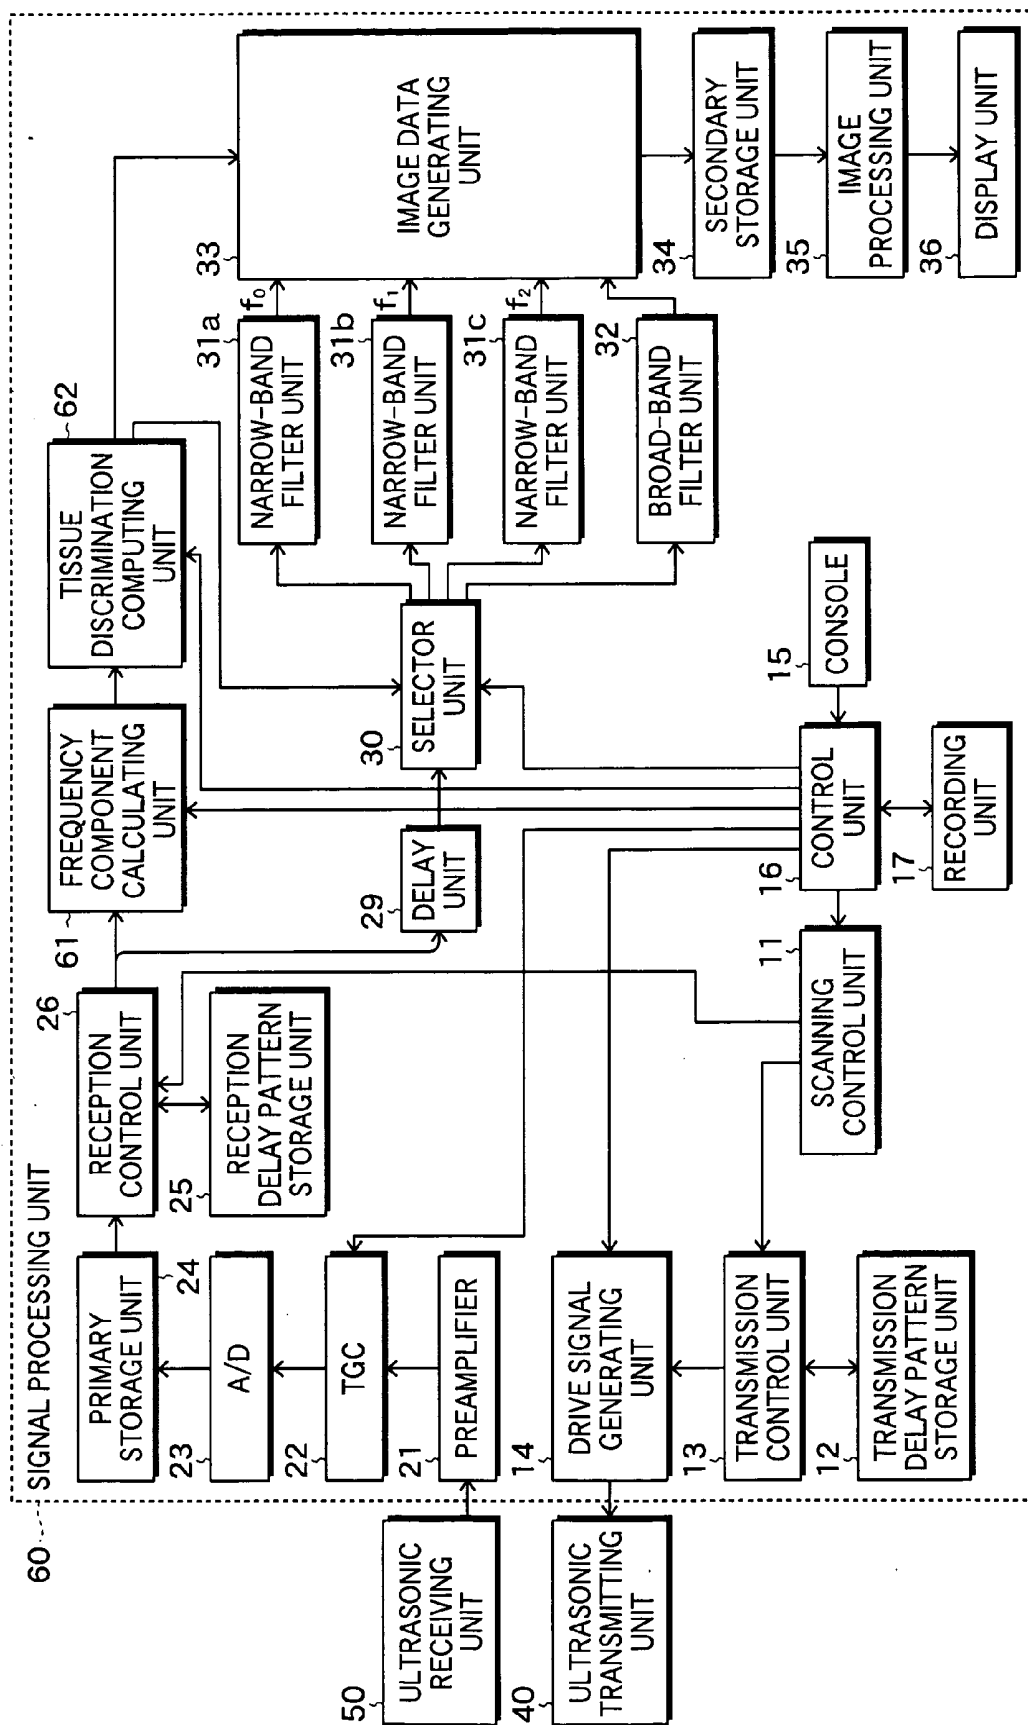 60
SIGNAL PROCESSING UNIT
50
ULTRASONIC
RECEIVING
UNIT
40
ULTRASONIC
TRANSMITTING
UNIT
PRIMARY
STORAGE UNIT
24
23
A/D
22
TGC
21
PREAMPLIFIER
14
DRIVE SIGNAL
GENERATING
UNIT
13
TRANSMISSION
CONTROL UNIT
12
TRANSMISSION
DELAY PATTERN
STORAGE UNIT
26
RECEPTION
CONTROL UNIT
25
RECEPTION
DELAY PATTERN
STORAGE UNIT
11
SCANNING
CONTROL UNIT
61
FREQUENCY
COMPONENT
CALCULATING
UNIT
29
DELAY
UNIT
30
SELECTOR
UNIT
16
CONTROL
UNIT
17
RECORDING
UNIT
15
CONSOLE
62
TISSUE
DISCRIMINATION
COMPUTING
UNIT
31a
NARROW-BAND
FILTER UNIT
f0
31b
NARROW-BAND
FILTER UNIT
f1
31c
NARROW-BAND
FILTER UNIT
f2
32
BROAD-BAND
FILTER UNIT
33
IMAGE DATA
GENERATING
UNIT
34
SECONDARY
STORAGE UNIT
35
IMAGE
PROCESSING UNIT
36
DISPLAY UNIT